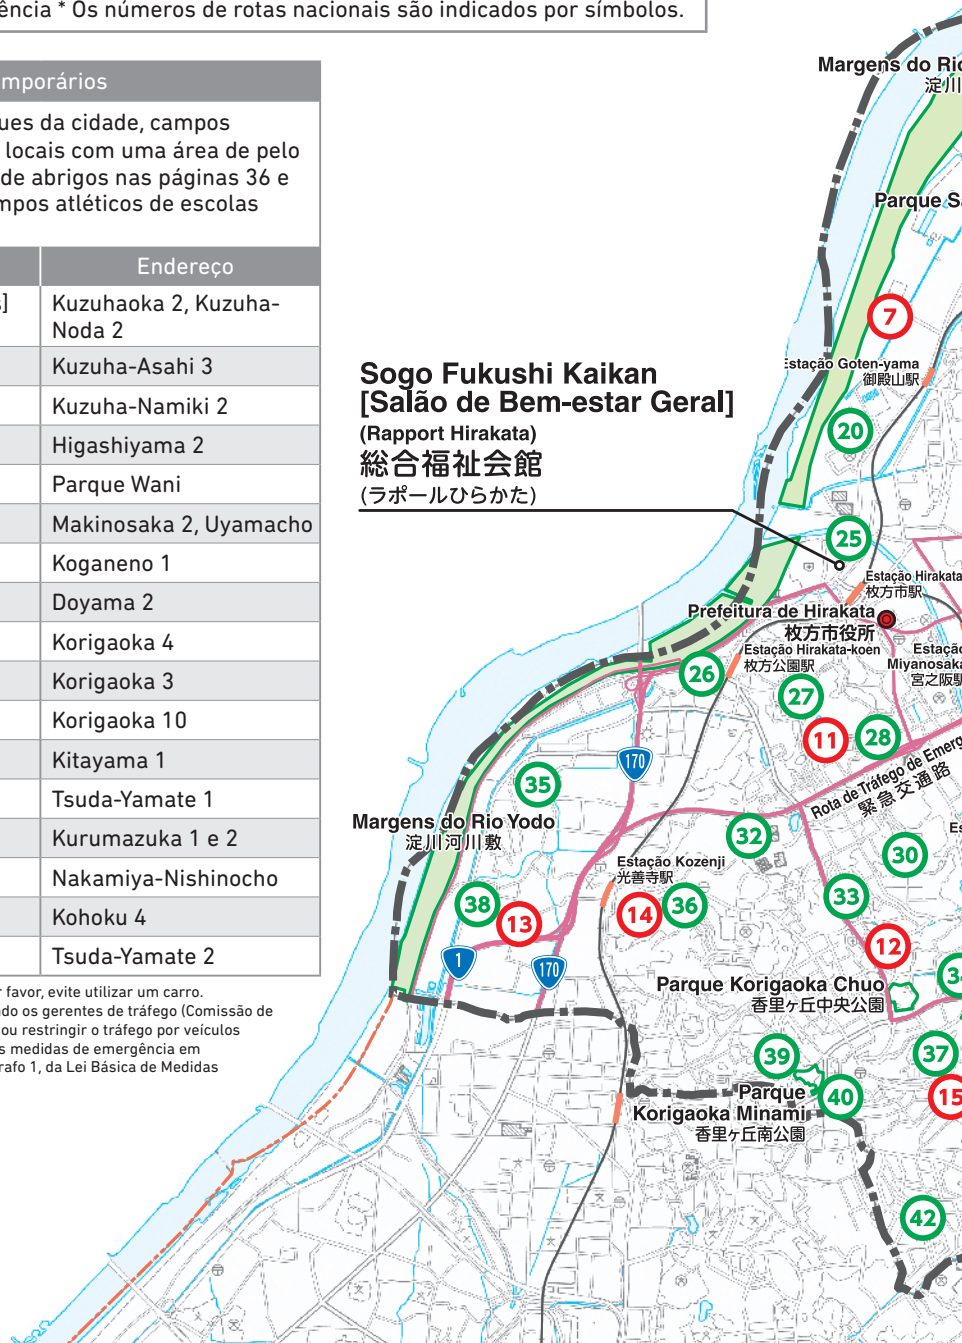 ência * Os números de rotas nacionais são indicados por símbolos.
mporários
ues da cidade, campos
locais com uma área de pelo
de abrigos nas páginas 36 e
mpos atléticos de escolas
Endereço
s]
Kuzuhaoka 2, Kuzuha-
Noda 2
Kuzuha-Asahi 3
Kuzuha-Namiki 2
Higashiyama 2
Parque Wani
Makinosaka 2, Uyamacho
Koganeno 1
Doyama 2
Korigaoka 4
Korigaoka 3
Korigaoka 10
Kitayama 1
Tsuda-Yamate 1
Kurumazuka 1 e 2
Nakamiya-Nishinocho
Kohoku 4
Tsuda-Yamate 2
r favor, evite utilizar um carro.
do os gerentes de tráfego (Comissão de
ou restringir o tráfego por veículos
s medidas de emergência em
rafo 1, da Lei Básica de Medidas
Margens do Rio
淀川
Parque Sa
7
Estação Goten-yama
御殿山駅
20
Sogo Fukushi Kaikan
[Salão de Bem-estar Geral]
(Rapport Hirakata)
総合福祉会館
(ラポールひらかた)
25
Estação Hirakata
枚方市駅
Prefeitura de Hirakata
枚方市役所
Estação Hirakata-koen
枚方公園駅
Estação
Miyanosaka
宮之阪駅
26
27
11
28
170
35
Rota de Tráfego de Emerg
緊急交通路
Margens do Rio Yodo
淀川河川敷
32
Es
30
Estação Kozenji
光善寺駅
33
38
13
14
36
12
1
170
Parque Korigaoka Chuo
香里ヶ丘中央公園
34
39
37
Parque
Korigaoka Minami
香里ヶ丘南公園
40
15
42